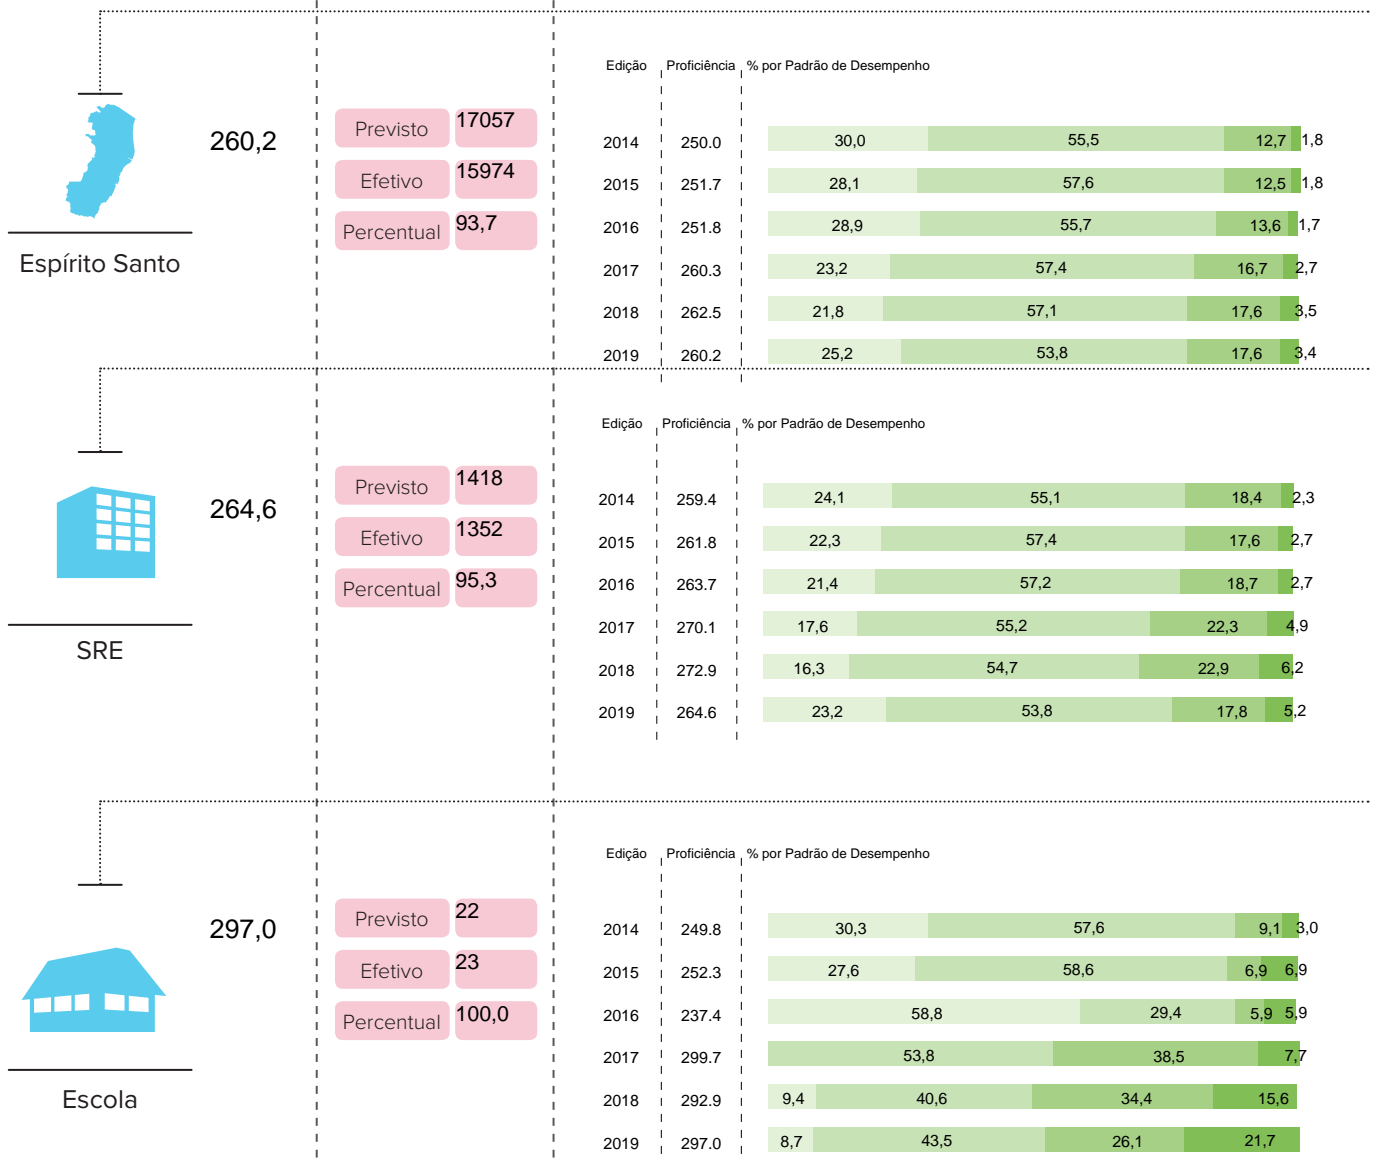 Edição Proficiência % por Padrão de Desempenho
260,2
Previsto 17057
Efetivo 15974
Percentual 93,7
Espírito Santo
2014 250.0 30,0 55,5 12,7 1,8
2015 251.7 28,1 57,6 12,5 1,8
2016 251.8 28,9 55,7 13,6 1,7
2017 260.3 23,2 57,4 16,7 2,7
2018 262.5 21,8 57,1 17,6 3,5
2019 260.2 25,2 53,8 17,6 3,4
Edição Proficiência % por Padrão de Desempenho
264,6
Previsto 1418
Efetivo 1352
Percentual 95,3
SRE
2014 259.4 24,1 55,1 18,4 2,3
2015 261.8 22,3 57,4 17,6 2,7
2016 263.7 21,4 57,2 18,7 2,7
2017 270.1 17,6 55,2 22,3 4,9
2018 272.9 16,3 54,7 22,9 6,2
2019 264.6 23,2 53,8 17,8 5,2
Edição Proficiência % por Padrão de Desempenho
297,0
Previsto 22
Efetivo 23
Percentual 100,0
Escola
2014 249.8 30,3 57,6 9,1 3,0
2015 252.3 27,6 58,6 6,9 6,9
2016 237.4 58,8 29,4 5,9 5,9
2017 299.7 53,8 38,5 7,7
2018 292.9 9,4 40,6 34,4 15,6
2019 297.0 8,7 43,5 26,1 21,7